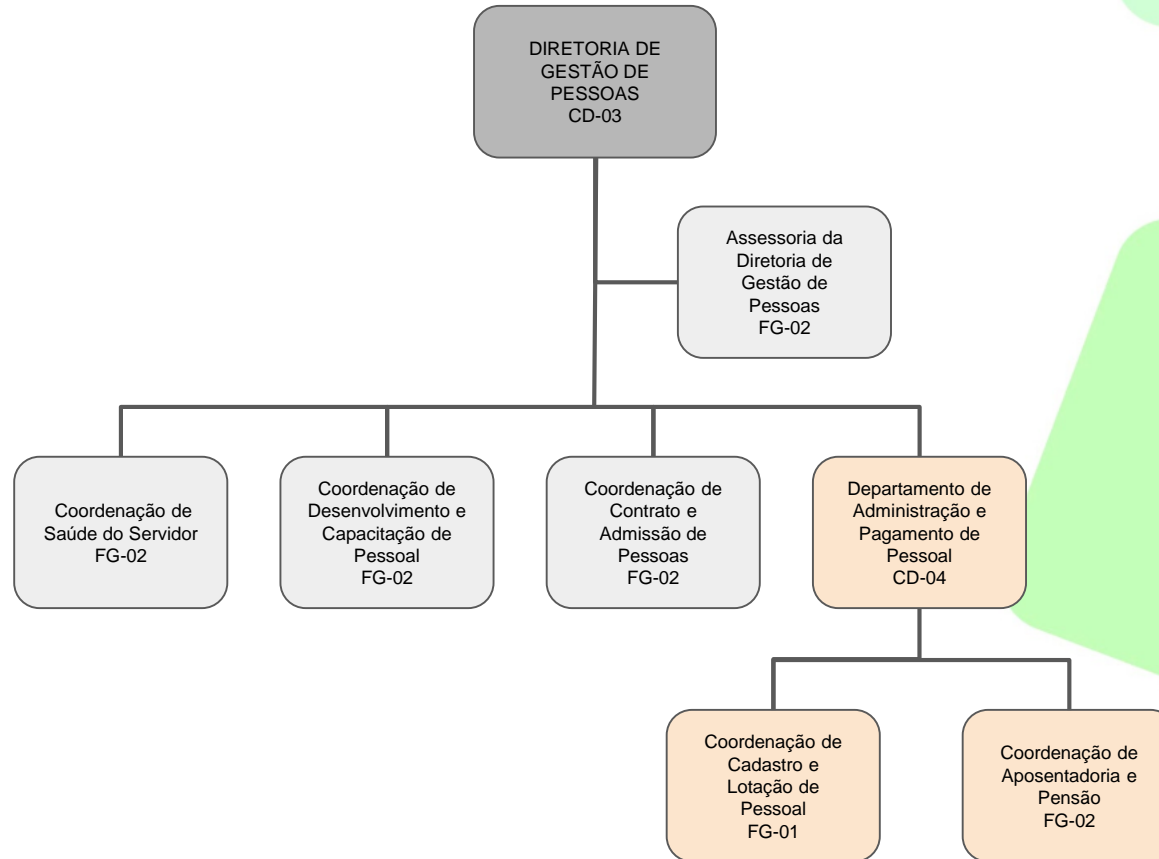 DIRETORIA DE
GESTÃO DE
PESSOAS
CD-03
Assessoria da
Diretoria de
Gestão de
Pessoas
FG-02
Coordenação de
Saúde do Servidor
FG-02
Coordenação de
Desenvolvimento e
Capacitação de
Pessoal
FG-02
Coordenação de
Contrato e
Admissão de
Pessoas
FG-02
Departamento de
Administração e
Pagamento de
Pessoal
CD-04
Coordenação de
Cadastro e
Lotação de
Pessoal
FG-01
Coordenação de
Aposentadoria e
Pensão
FG-02